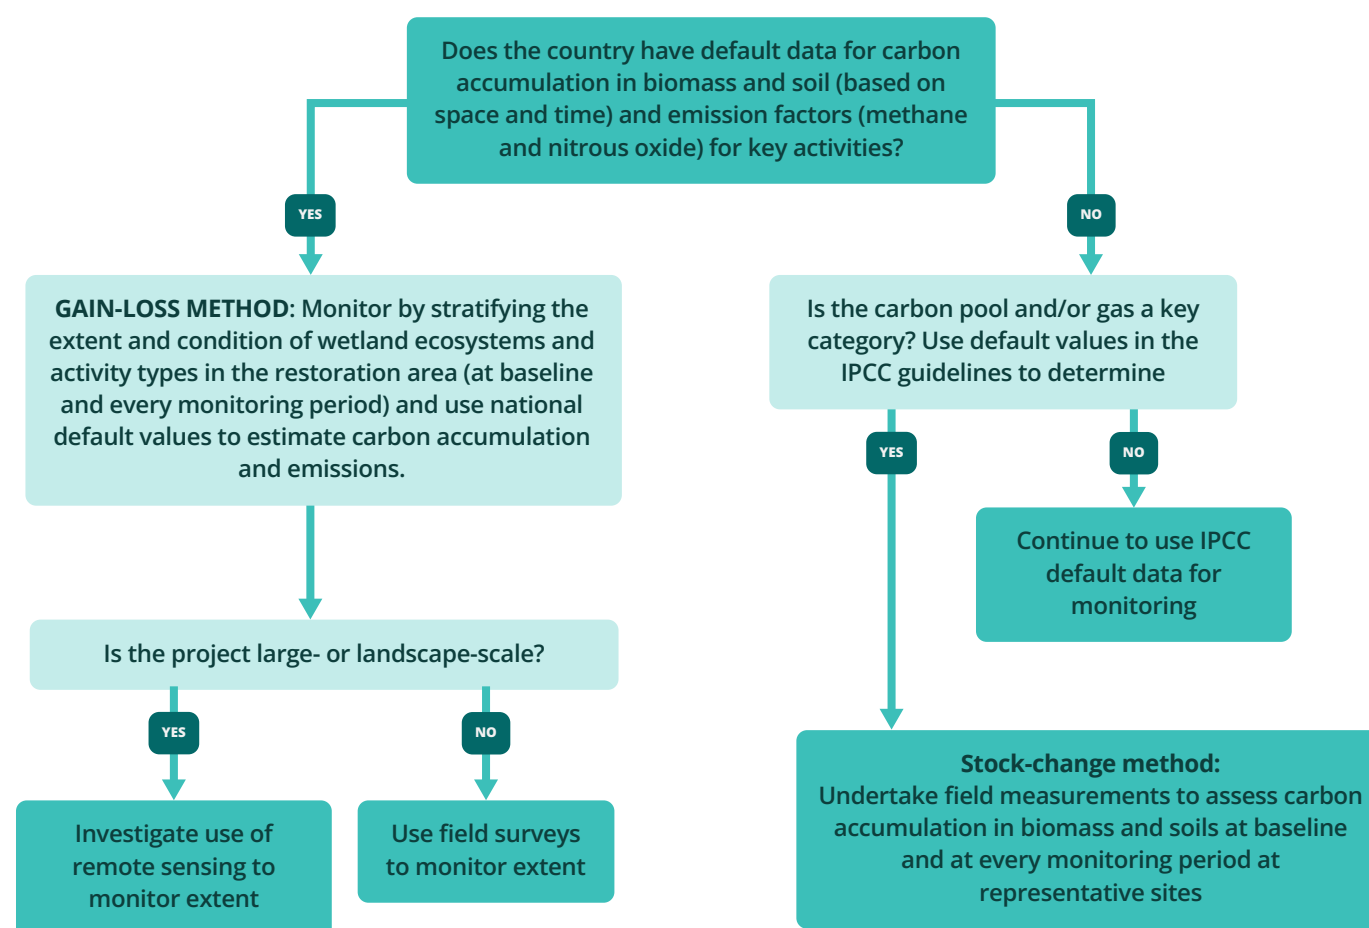 Does the country have default data for carbon
accumulation in biomass and soil (based on
space and time) and emission factors (methane
and nitrous oxide) for key activities?
YES
NO
GAIN-LOSS METHOD: Monitor by stratifying the
extent and condition of wetland ecosystems and
activity types in the restoration area (at baseline
and every monitoring period) and use national
default values to estimate carbon accumulation
and emissions.
Is the carbon pool and/or gas a key
category? Use default values in the
IPCC guidelines to determine
YES
NO
Continue to use IPCC
default data for
monitoring
Is the project large- or landscape-scale?
YES
NO
Investigate use of
remote sensing to
monitor extent
Use field surveys
to monitor extent
Stock-change method:
Undertake field measurements to assess carbon
accumulation in biomass and soils at baseline
and at every monitoring period at
representative sites